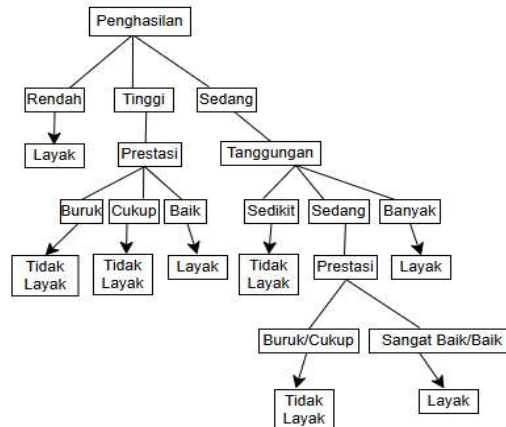 Penghasilan
Rendah
Tinggi
Sedang
Layak
Prestasi
Tanggungan
Buruk
Cukup
Baik
Sedikit
Sedang
Banyak
Tidak
Layak
Tidak
Layak
Layak
Tidak
Layak
Prestasi
Layak
Buruk/Cukup
Sangat Baik/Baik
Tidak
Layak
Layak